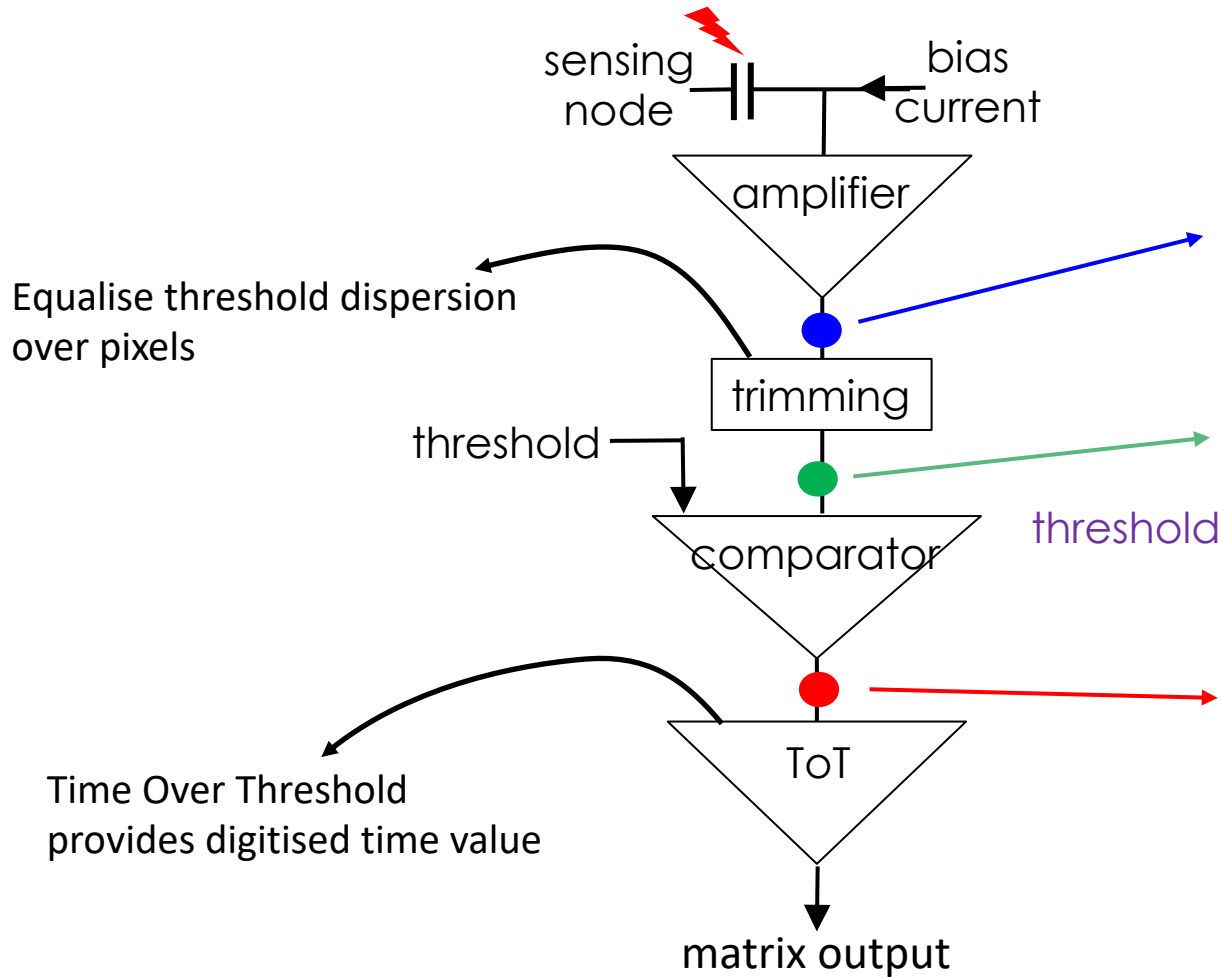 sensing
node
bias
current
amplifier
Equalise threshold dispersion
over pixels
trimming
threshold
comparator
threshold
ToT
Time Over Threshold
provides digitised time value
matrix output